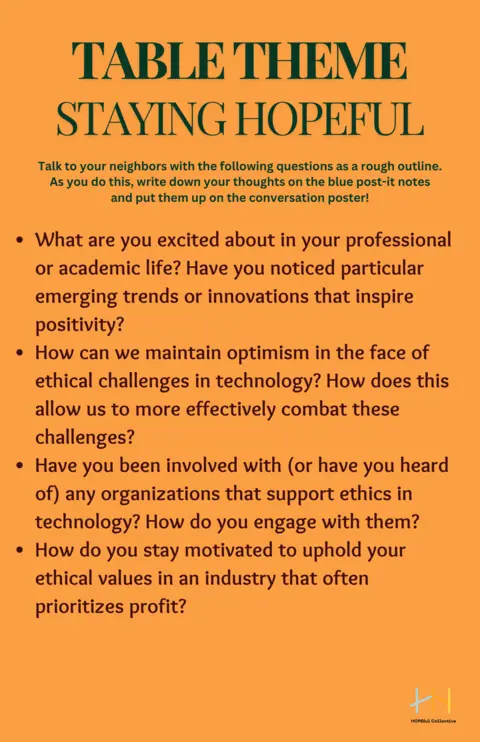 TABLE THEME
STAYING HOPEFUL
Talk to your neighbors with the following questions as a rough outline.
As you do this, write down your thoughts on the blue post-it notes
and put them up on the conversation poster!
• What are you excited about in your professional
or academic life? Have you noticed particular
emerging trends or innovations that inspire
positivity?
• How can we maintain optimism in the face of
ethical challenges in technology? How does this
allow us to more effectively combat these
challenges?
• Have you been involved with (or have you heard
of) any organizations that support ethics in
technology? How do you engage with them?
• How do you stay motivated to uphold your
ethical values in an industry that often
prioritizes profit?
HOPEful Collective